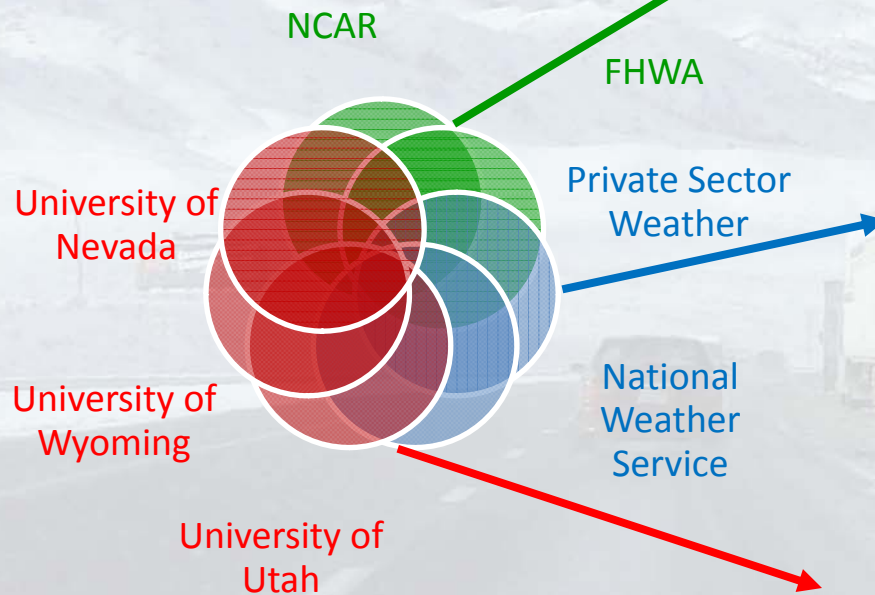 NCAR
FHWA
Private Sector
Weather
University of
Nevada
National
Weather
Service
University of
Wyoming
University of
Utah